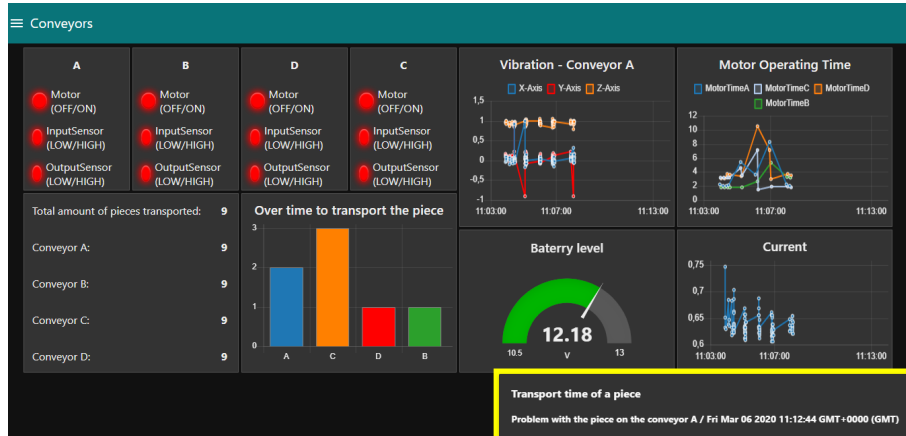 Conveyors
A
Motor
(OFF/ON)
InputSensor
(LOW/HIGH)
OutputSensor
(LOW/HIGH)
B
Motor
(OFF/ON)
InputSensor
(LOW/HIGH)
OutputSensor
(LOW/HIGH)
D
Motor
(OFF/ON)
InputSensor
(LOW/HIGH)
OutputSensor
(LOW/HIGH)
C
Motor
(OFF/ON)
InputSensor
(LOW/HIGH)
OutputSensor
(LOW/HIGH)
Vibration - Conveyor A
X-Axis Y-Axis Z-Axis
1,5
1
0,5
0
-0,5
-1
11:03:00 11:07:00 11:13:00
Motor Operating Time
MotorTimeA MotorTimeC MotorTimeD
MotorTimeB
12
10
8
6
4
2
0
11:03:00 11:07:00 11:13:00
Total amount of pieces transported: 9
Conveyor A: 9
Conveyor B: 9
Conveyor C: 9
Conveyor D: 9
Over time to transport the piece
3
2
1
0
A C D B
Baterry level
12.18
10.5 V 13
Current
0,75
0,7
0,65
0,6
11:03:00 11:07:00 11:13:00
Transport time of a piece
Problem with the piece on the conveyor A / Fri Mar 06 2020 11:12:44 GMT+0000 (GMT)